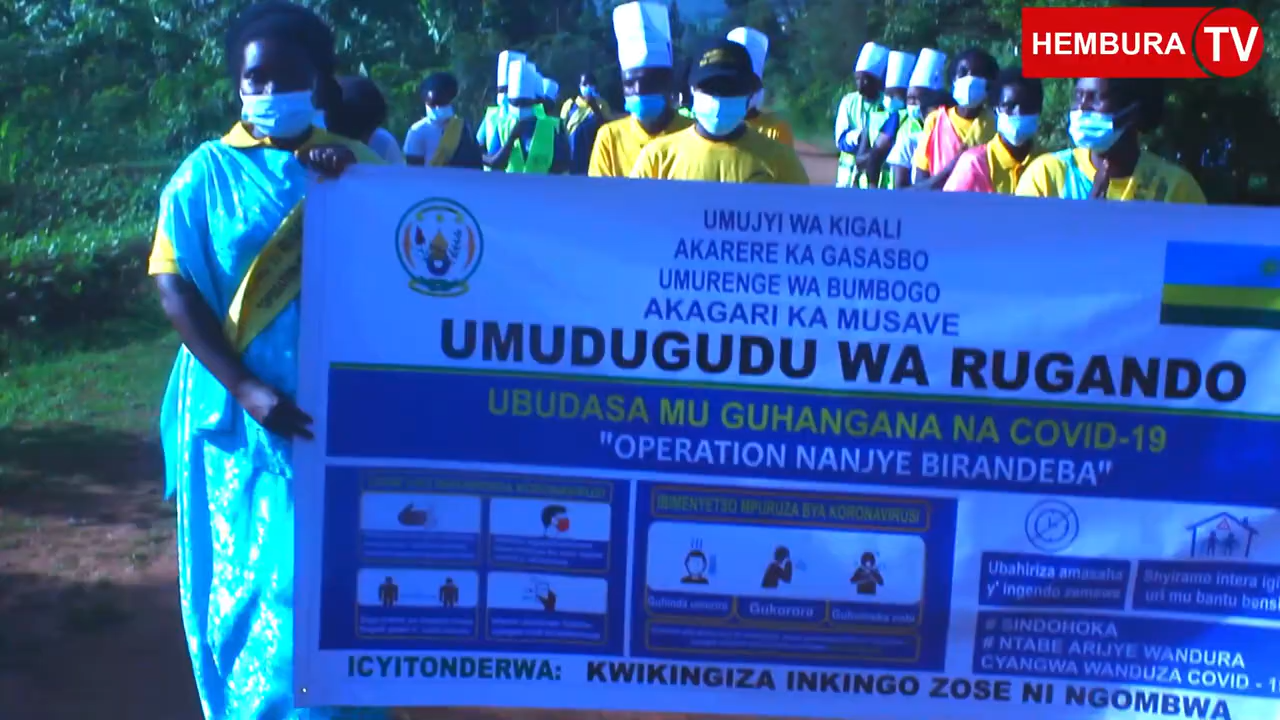 HEMBURA TV
UMUJYI WA KIGALI
AKARERE KA GASASBO
UMURENGE WA BUMBOGO
AKAGARI KA MUSAVE
UMUDUGUDU WA RUGANDO
UBUDASA MU GUHANGANA NA COVID-19
"OPERATION NANJYE BIRANDEBA"
IBIMENYETSO MPURUZA BYA KORONAVIRUSI
Guhinda umuriro
Gukorora
Guhumeka nabi
Ubahiriza amasaha
y' ingendo
Shyiramo intera
uri mu bantu
# SINDOHOKA
# NTABE ARIJYE WANDURA
CYANGWA WANDUZA COVID - 1
ICYITONDERWA: KWIKINGIZA INKINGO ZOSE NI NGOMBWA